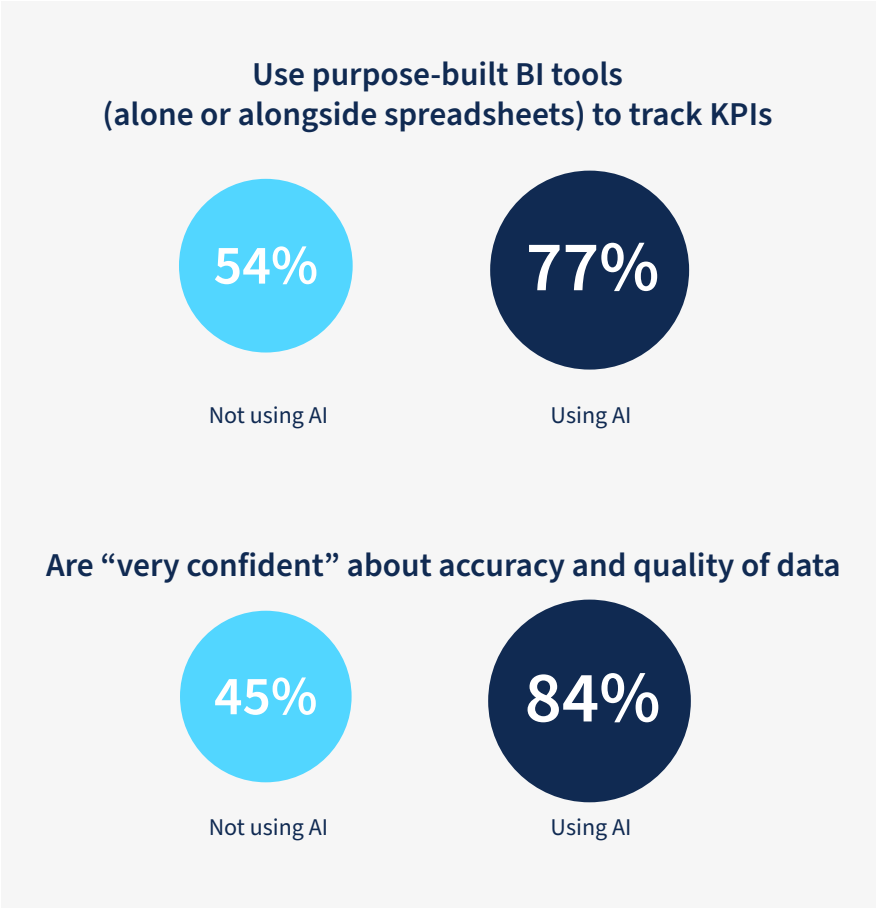 Use purpose-built BI tools
(alone or alongside spreadsheets) to track KPIs
54%
77%
Not using AI
Using AI
Are “very confident” about accuracy and quality of data
45%
84%
Not using AI
Using AI